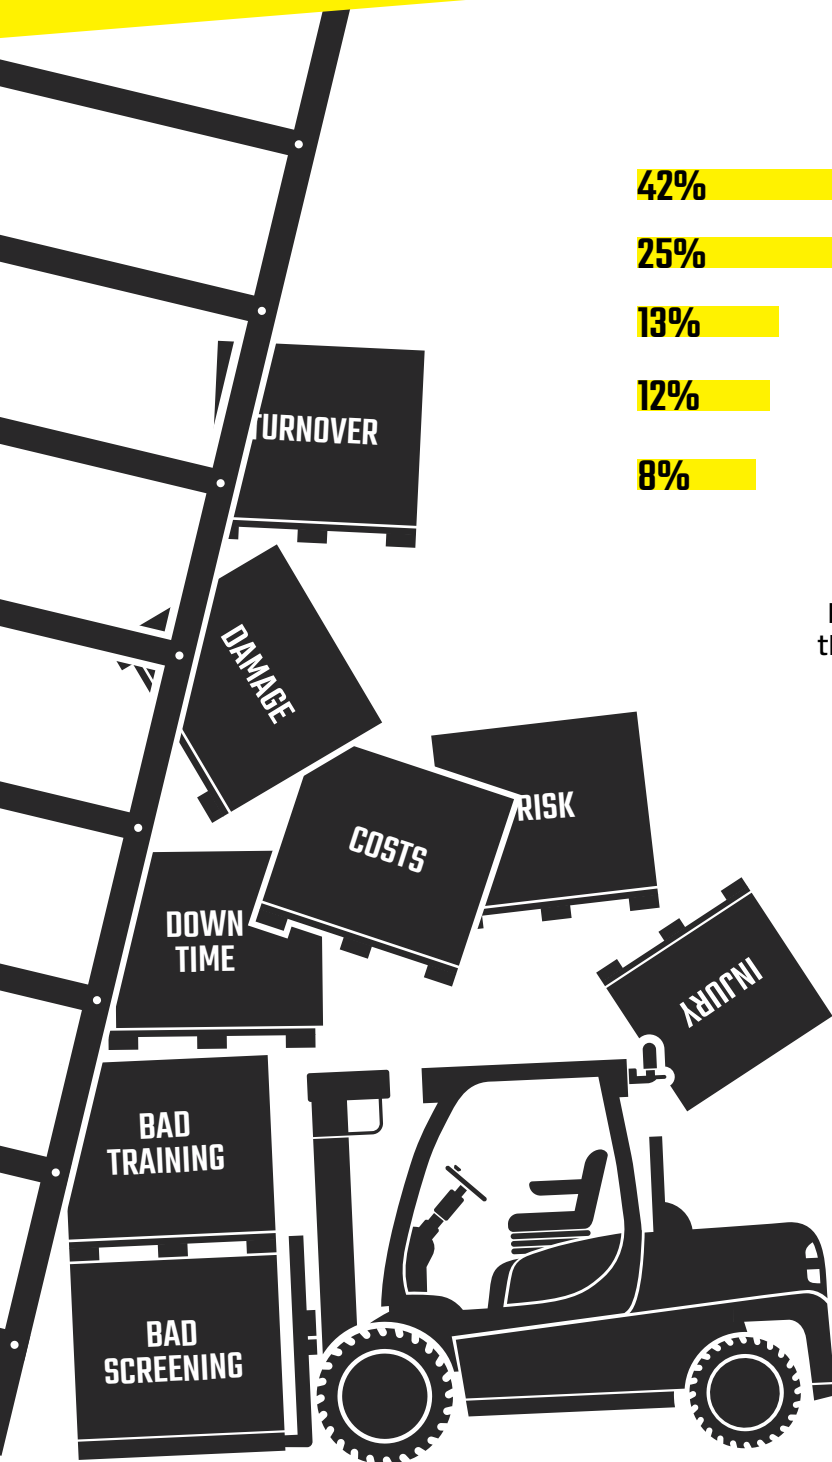 42%
25%
13%
12%
8%
TURNOVER
DAMAGE
RISK
COSTS
DOWN
TIME
INJURY
BAD
TRAINING
BAD
SCREENING